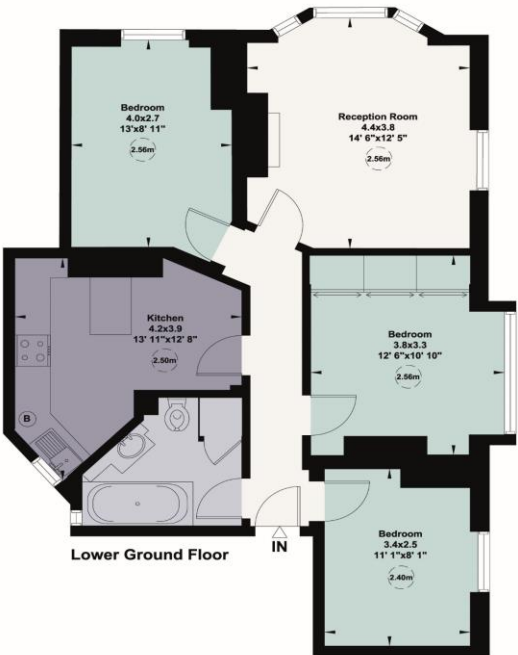 Bedroom
4.0x2.7
13'x8' 11"
2.56m
Reception Room
4.4x3.8
14' 6"x12' 5"
2.56m
Kitchen
4.2x3.9
13' 11"x12' 8"
2.50m
Bedroom
3.8x3.3
12' 6"x10' 10"
2.56m
B
Bedroom
3.4x2.5
11' 1"x8' 1"
2.40m
Lower Ground Floor
IN